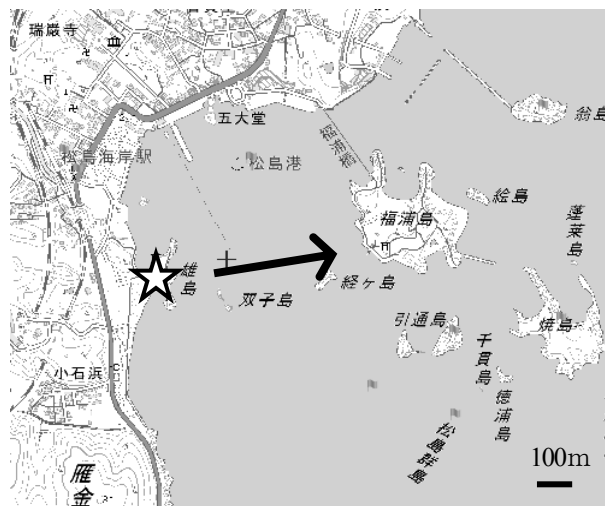 瑞巌寺
五大堂
松島海岸駅
松島港
福浦橋
翁島
絵島
福浦島
蓬莱島
雄島
双子島
経ヶ島
引通島
焼島
千貫島
小石浜
徳浦島
松島群島
雁金
100m